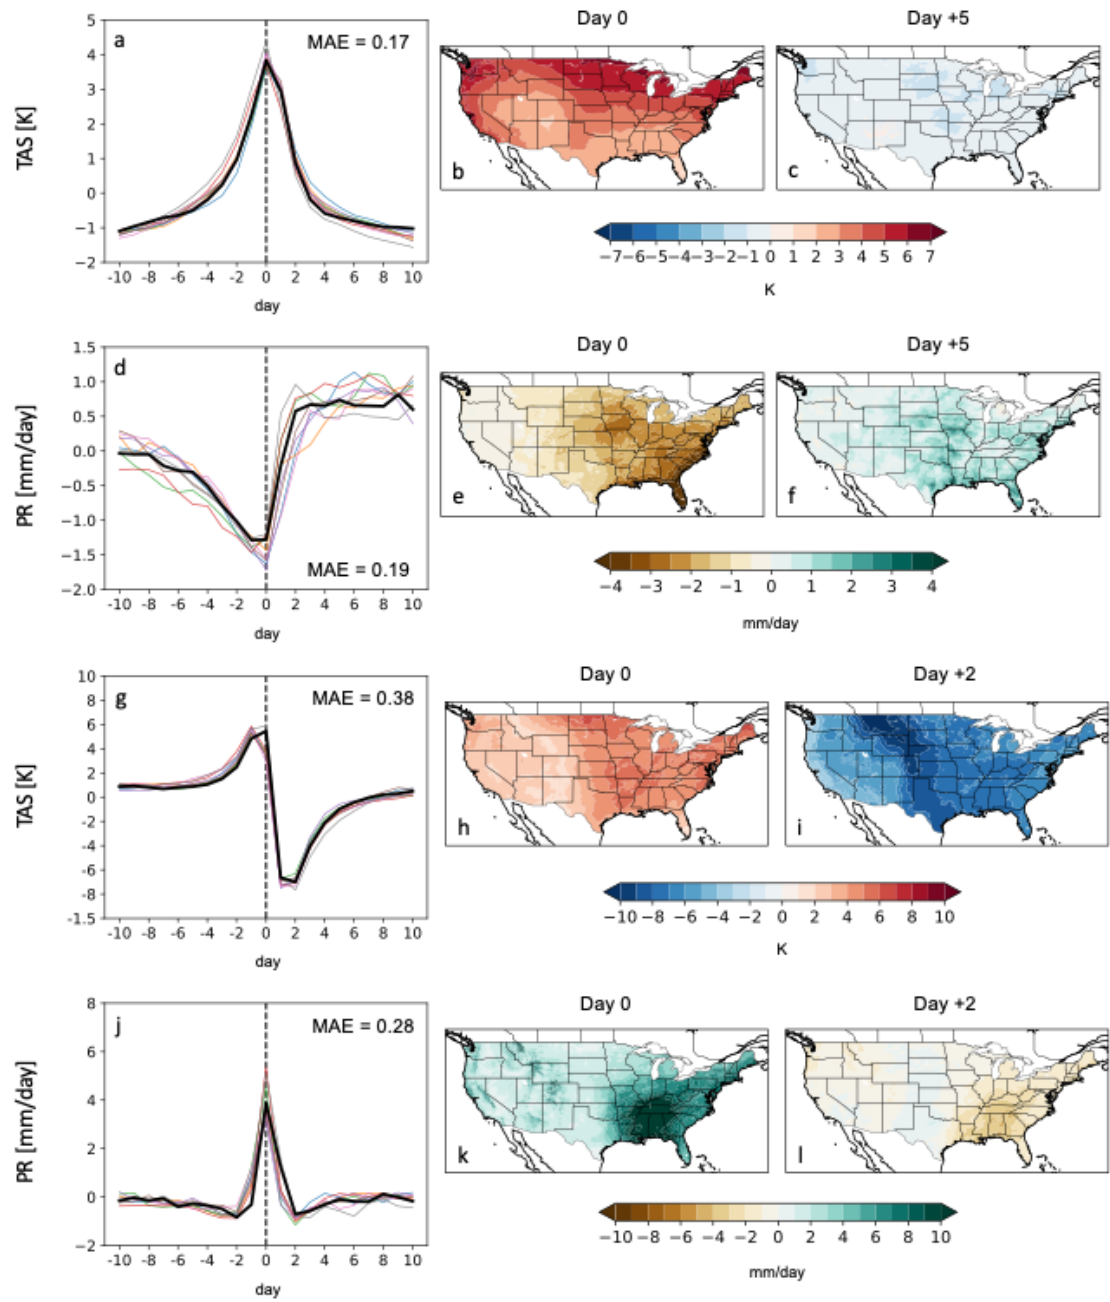 Day 0
Day +5
5
4
3
2
1
0
−1
−2
TAS [K]
a
MAE = 0.17
b
c
-10 -8 -6 -4 -2 0 2 4 6 8 10
day
−7−6−5−4−3−2−1 0 1 2 3 4 5 6 7
K
Day 0
Day +5
1.5
1.0
0.5
0.0
−0.5
−1.0
−1.5
−2.0
PR [mm/day]
d
MAE = 0.19
e
f
-10 -8 -6 -4 -2 0 2 4 6 8 10
day
−4 −3 −2 −1 0 1 2 3 4
mm/day
Day 0
Day +2
10
8
6
4
2
0
-2
-4
-6
-8
-1.5
TAS [K]
g
MAE = 0.38
h
i
-10 -8 -6 -4 -2 0 2 4 6 8 10
day
−10 −8 −6 −4 −2 0 2 4 6 8 10
K
Day 0
Day +2
8
6
4
2
0
−2
PR [mm/day]
j
MAE = 0.28
k
l
-10 -8 -6 -4 -2 0 2 4 6 8 10
day
−10 −8 −6 −4 −2 0 2 4 6 8 10
mm/day